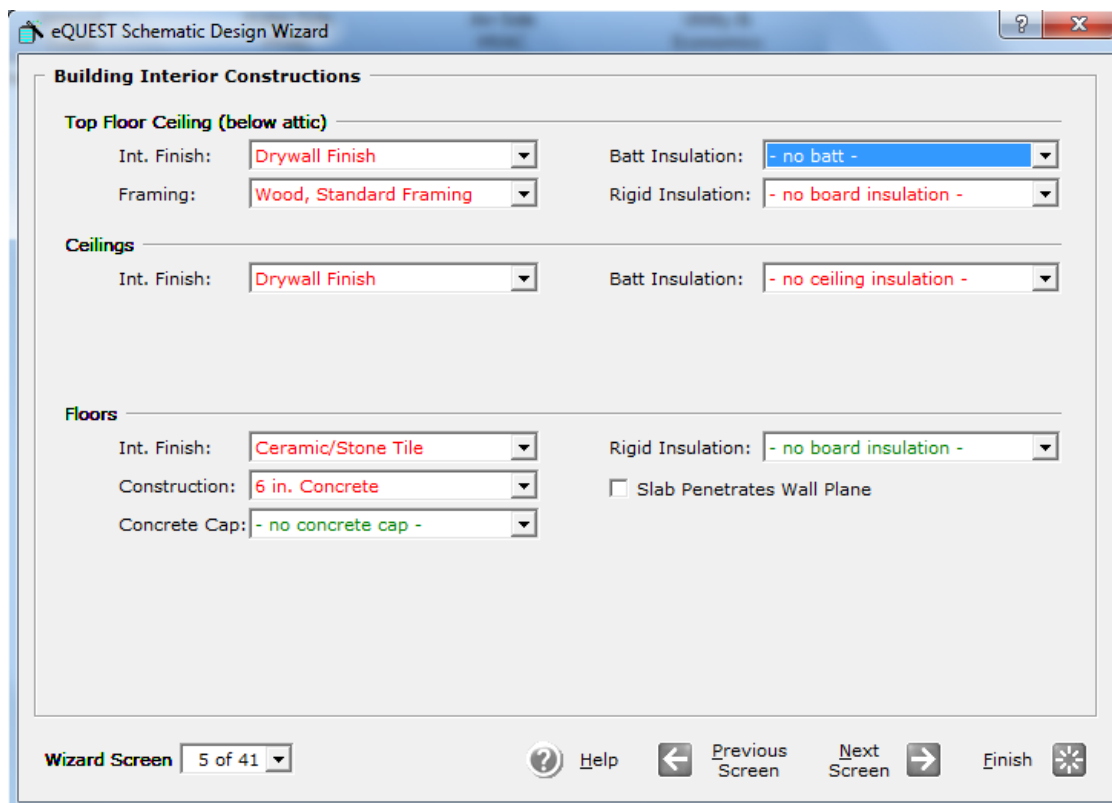 eQUEST Schematic Design Wizard
Building Interior Constructions
Top Floor Ceiling (below attic)
Int. Finish: Drywall Finish Batt Insulation: - no batt -
Framing: Wood, Standard Framing Rigid Insulation: - no board insulation -
Ceilings
Int. Finish: Drywall Finish Batt Insulation: - no ceiling insulation -
Floors
Int. Finish: Ceramic/Stone Tile Rigid Insulation: - no board insulation -
Construction: 6 in. Concrete Slab Penetrates Wall Plane
Concrete Cap: - no concrete cap -
Wizard Screen 5 of 41 Help Previous Screen Next Screen Finish